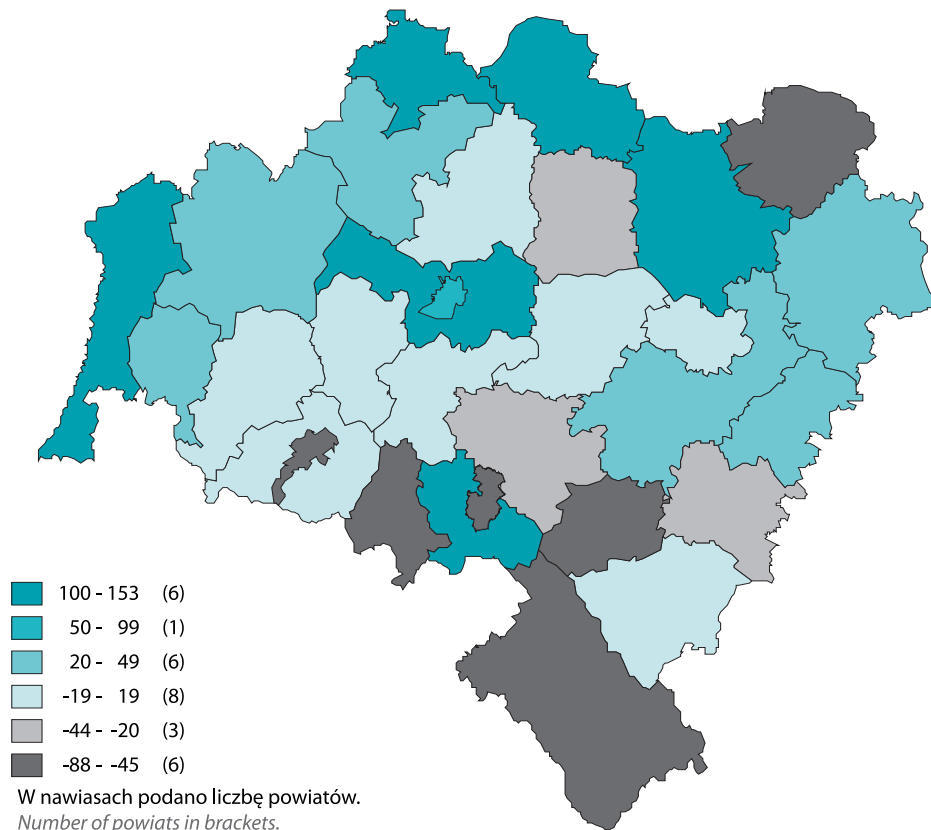 100 - 153 (6)
50 - 99 (1)
20 - 49 (6)
-19 - 19 (8)
-44 - -20 (3)
-88 - -45 (6)
W nawiasach podano liczbę powiatów.
Number of powiats in brackets.